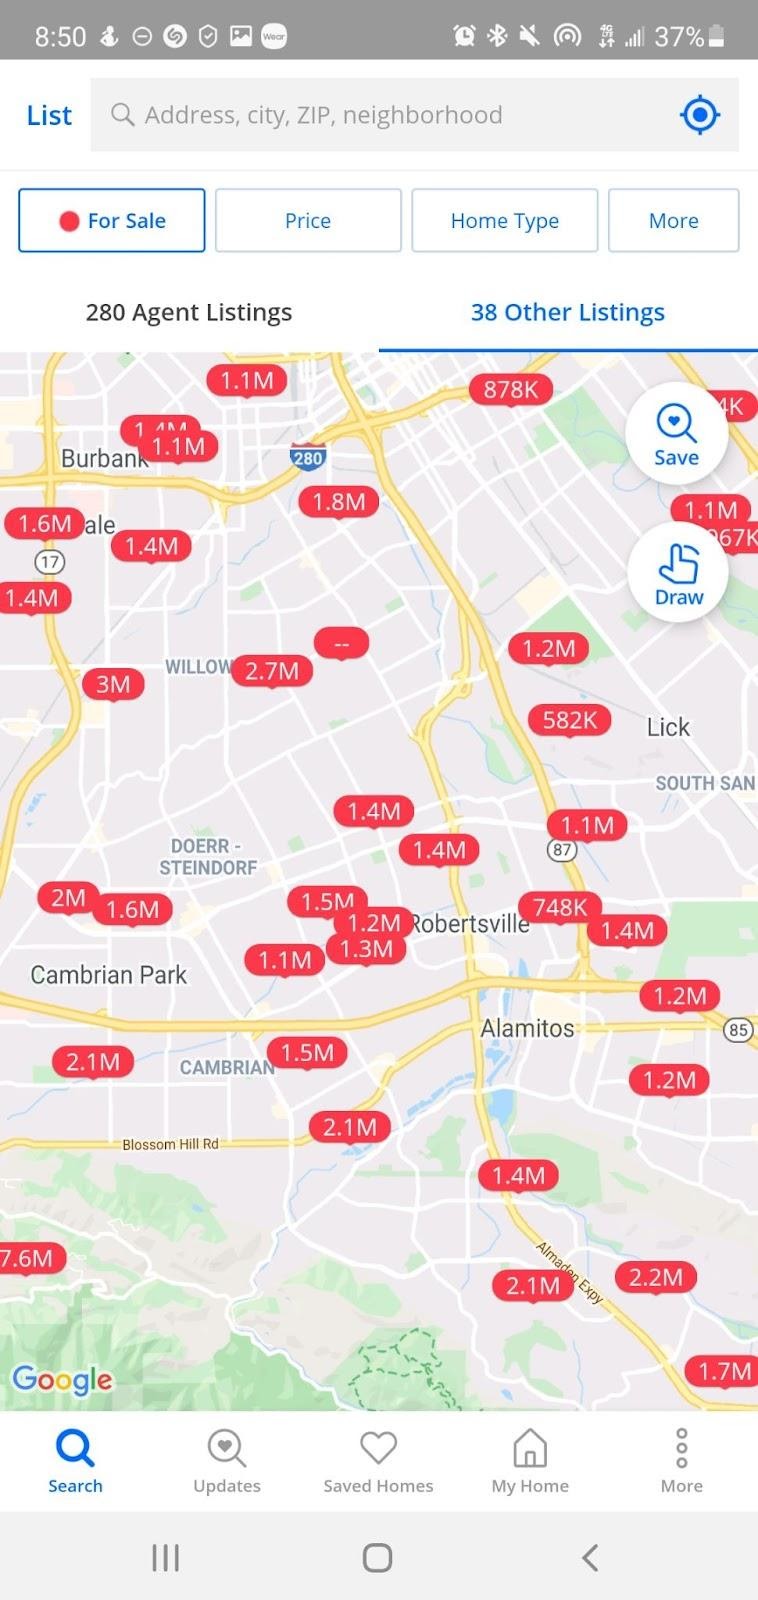 8:50
Wear
4G LTE
37%
List
Address, city, ZIP, neighborhood
For Sale
Price
Home Type
More
280 Agent Listings
38 Other Listings
1.1M
878K
4K
Save
1.4M
1.1M
Burbank
280
1.8M
1.1M
1.6M
ale
967K
1.4M
17
Draw
1.4M
--
1.2M
WILLOW
2.7M
3M
582K
Lick
SOUTH SAN
1.4M
1.1M
DOERR -
STEINDORF
1.4M
87
2M
1.6M
1.5M
748K
1.2M
Robertsville
1.4M
1.3M
1.1M
Cambrian Park
1.2M
Alamitos
85
2.1M
CAMBRIAN
1.5M
1.2M
2.1M
Blossom Hill Rd
1.4M
7.6M
Almaden Expy
2.1M
2.2M
Google
1.7M
Search
Updates
Saved Homes
My Home
More